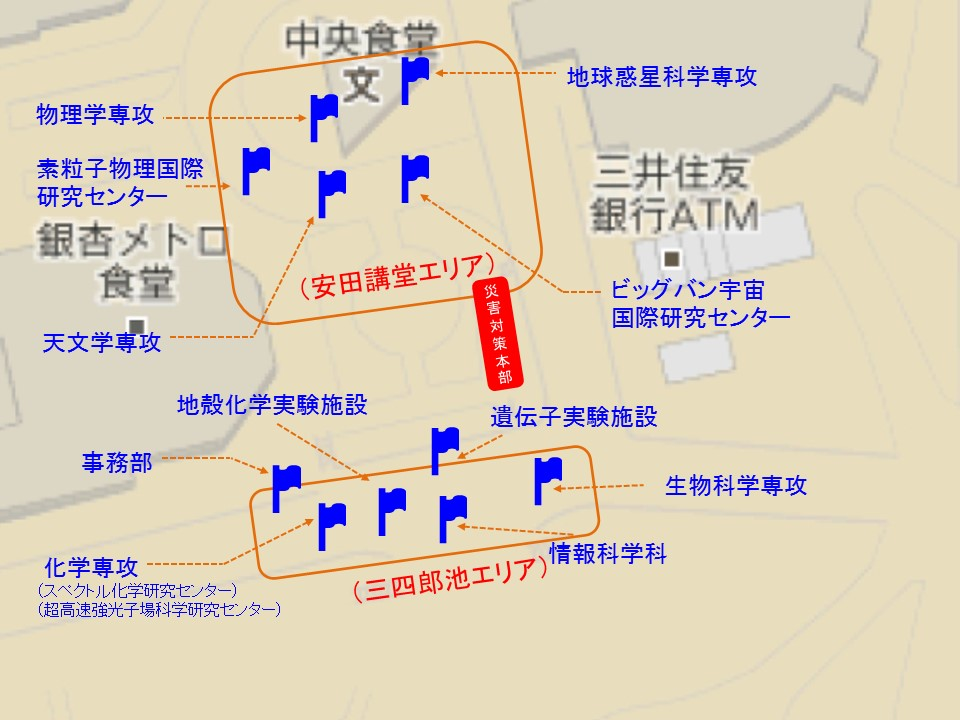 中央食堂
文
地球惑星科学専攻
物理学専攻
素粒子物理国際
研究センター
三井住友
銀行ATM
銀杏メトロ
食堂
(安田講堂エリア)
災害対策本部
ビッグバン宇宙
国際研究センター
天文学専攻
地殻化学実験施設
遺伝子実験施設
事務部
生物科学専攻
情報科学科
化学専攻
(スペクトル化学研究センター)
(超高速強光子場科学研究センター)
(三四郎池エリア)